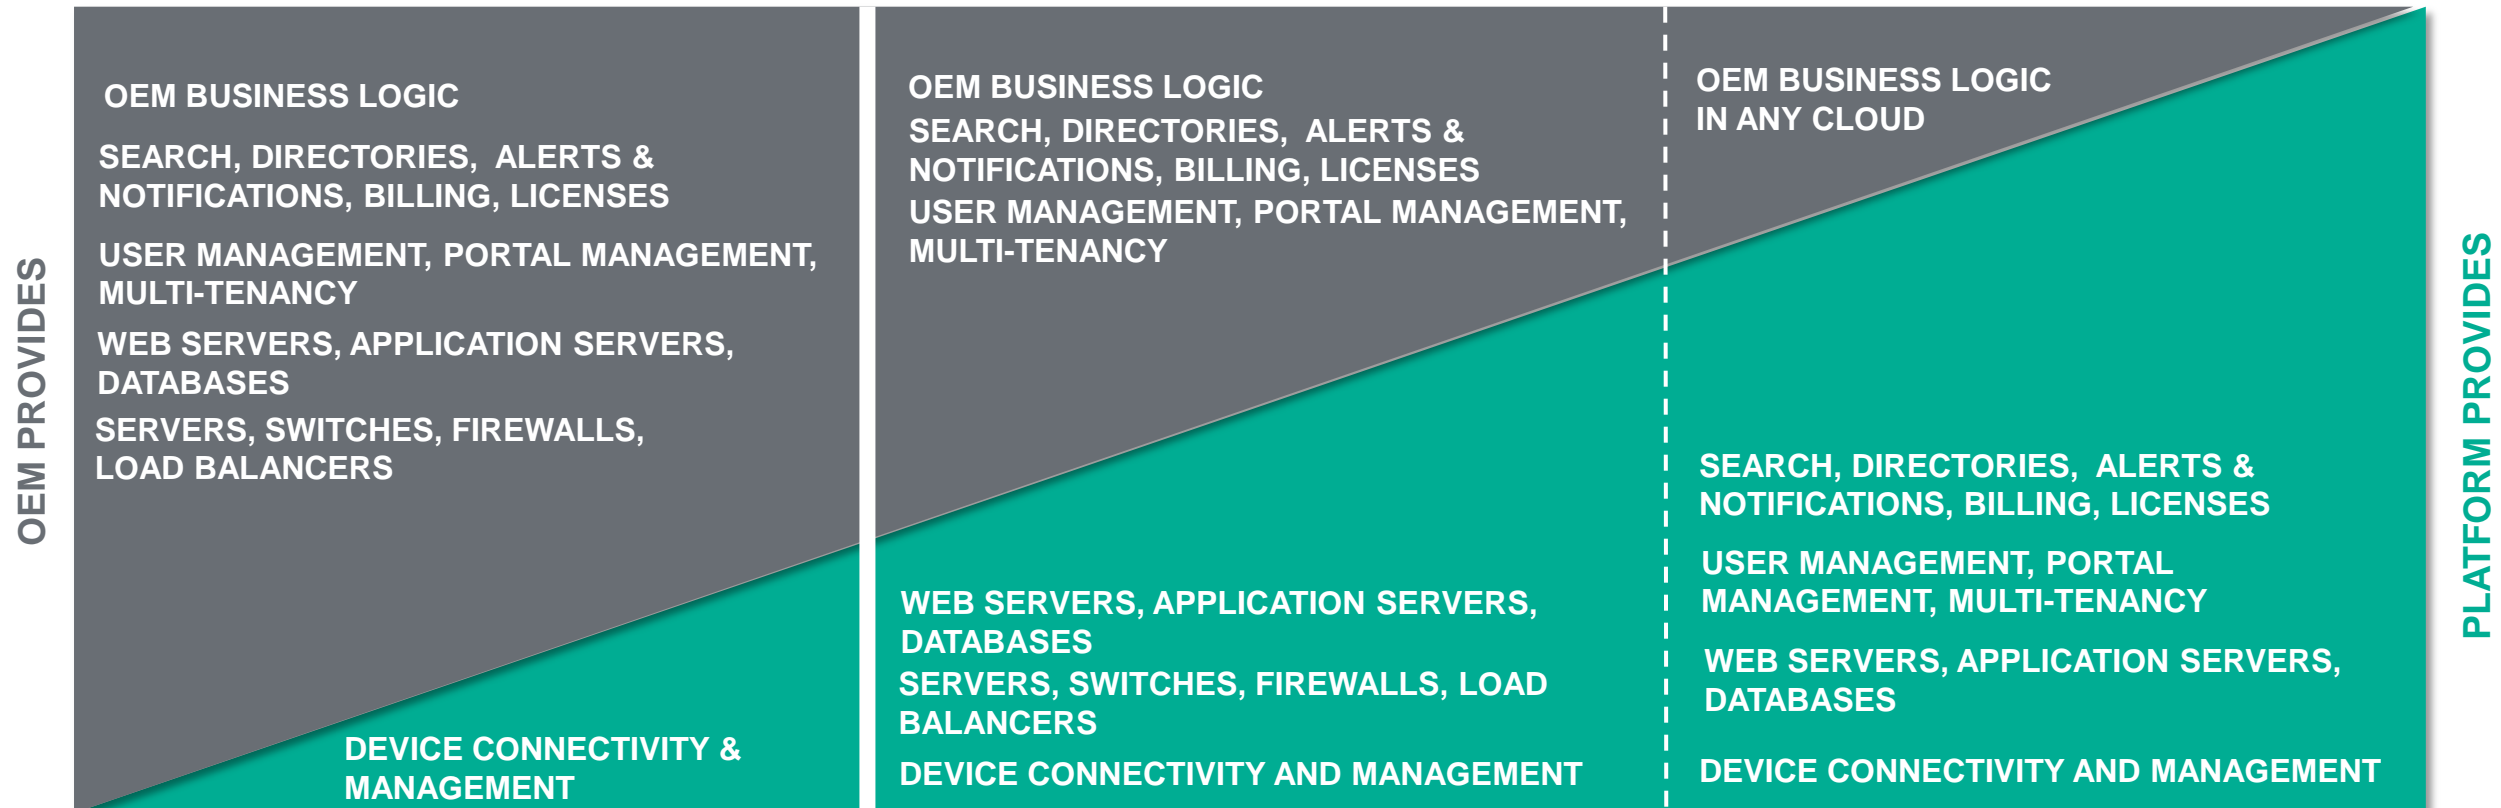 OEM PROVIDES
OEM BUSINESS LOGIC
SEARCH, DIRECTORIES, ALERTS &
NOTIFICATIONS, BILLING, LICENSES
USER MANAGEMENT, PORTAL MANAGEMENT,
MULTI-TENANCY
WEB SERVERS, APPLICATION SERVERS,
DATABASES
SERVERS, SWITCHES, FIREWALLS,
LOAD BALANCERS
DEVICE CONNECTIVITY &
MANAGEMENT
OEM BUSINESS LOGIC
SEARCH, DIRECTORIES, ALERTS &
NOTIFICATIONS, BILLING, LICENSES
USER MANAGEMENT, PORTAL MANAGEMENT,
MULTI-TENANCY
WEB SERVERS, APPLICATION SERVERS,
DATABASES
SERVERS, SWITCHES, FIREWALLS, LOAD
BALANCERS
DEVICE CONNECTIVITY AND MANAGEMENT
OEM BUSINESS LOGIC
IN ANY CLOUD
SEARCH, DIRECTORIES, ALERTS &
NOTIFICATIONS, BILLING, LICENSES
USER MANAGEMENT, PORTAL
MANAGEMENT, MULTI-TENANCY
WEB SERVERS, APPLICATION SERVERS,
DATABASES
DEVICE CONNECTIVITY AND MANAGEMENT
PLATFORM PROVIDES